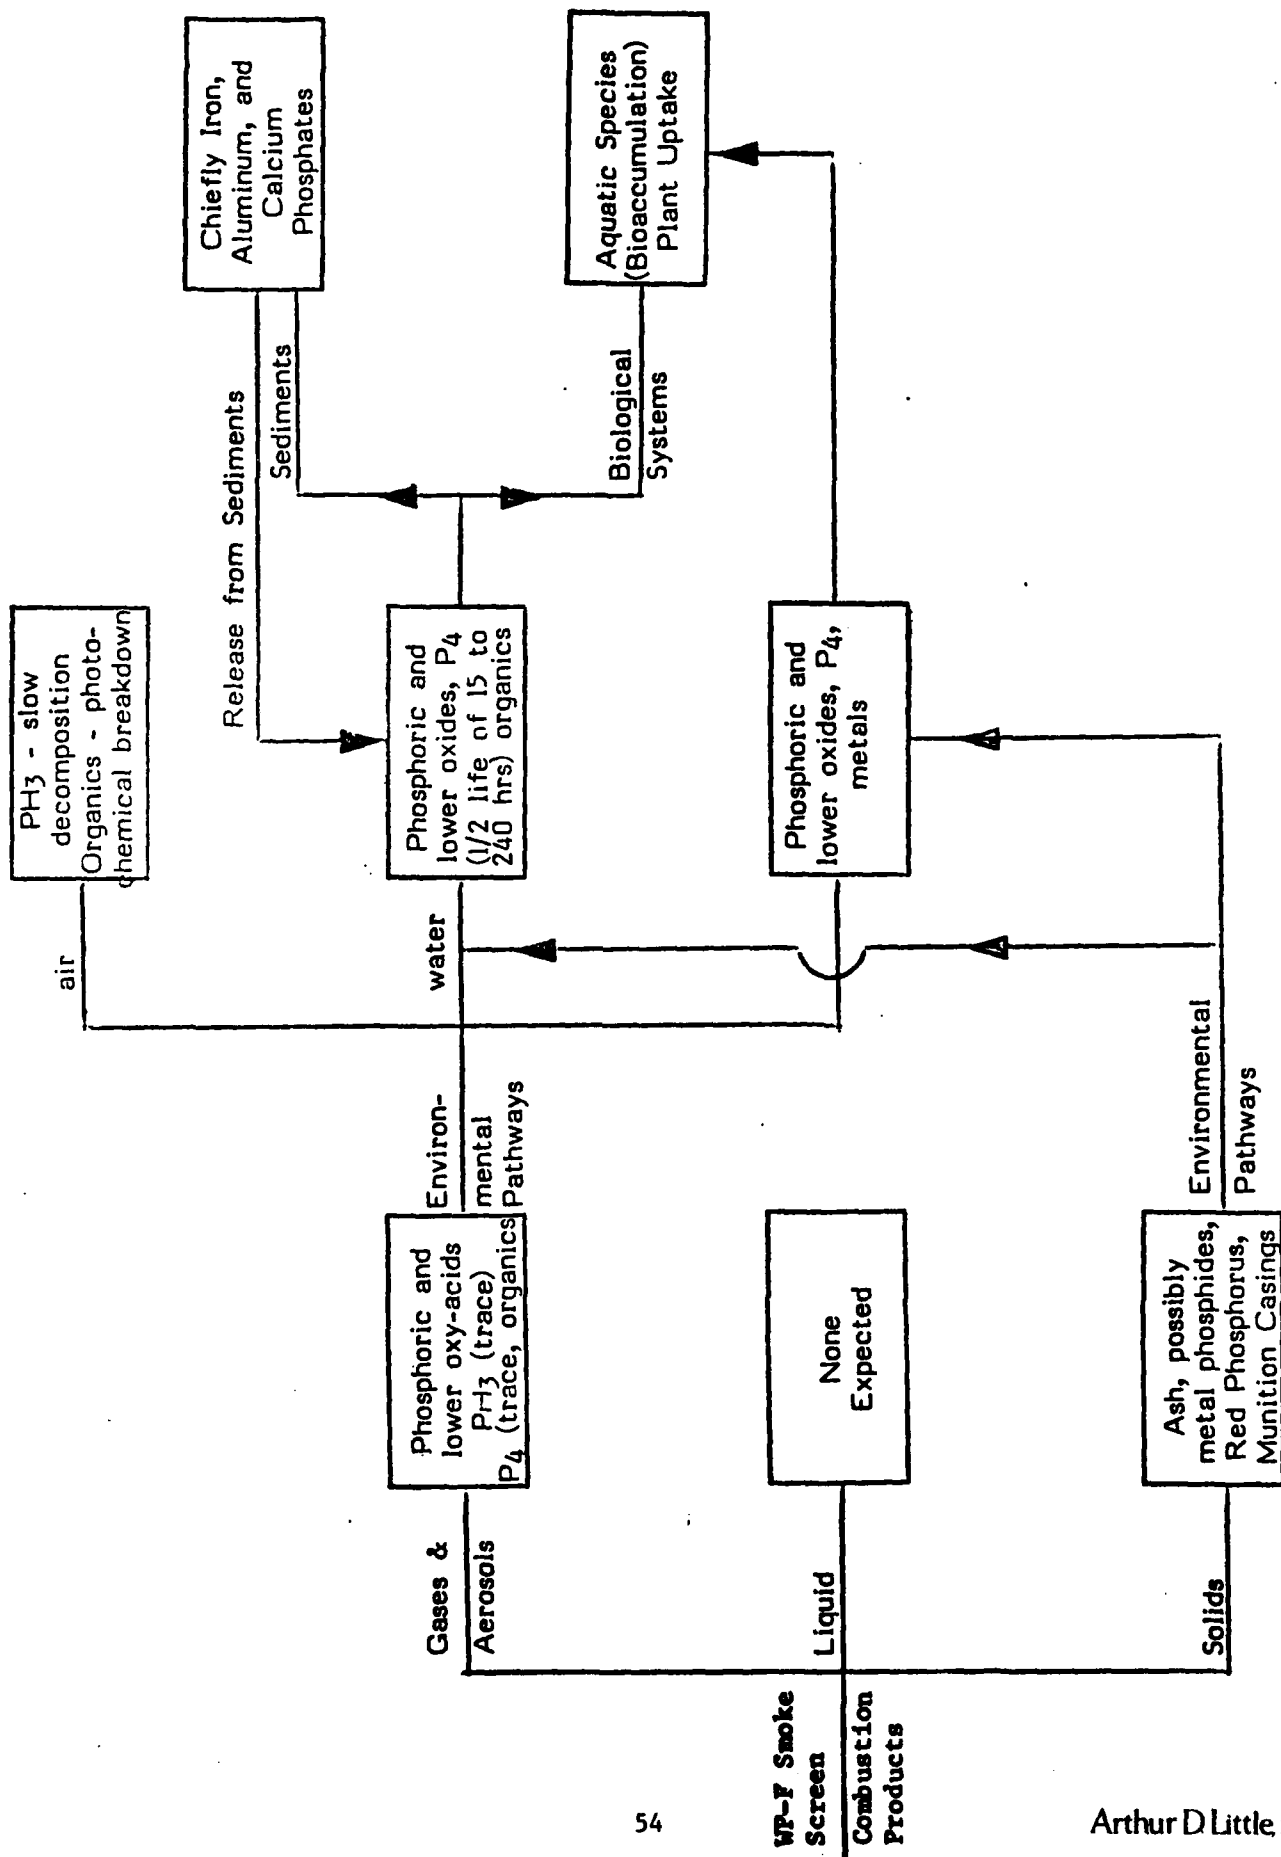 WP-F Smoke
Screen
Combustion
Products
Gases &
Aerosols
Liquid
Solids
Phosphoric and
lower oxy-acids
PH3 (trace)
P4 (trace, organics
None
Expected
Ash, possibly
metal phosphides,
Red Phosphorus,
Munition Casings
Environ-
mental
Pathways
Environmental
Pathways
air
water
PH3 - slow
decomposition
Organics - photo-
chemical breakdown
Phosphoric and
lower oxides, P4
(1/2 life of 15 to
240 hrs) organics
Phosphoric and
lower oxides, P4,
metals
Release from Sediments
Sediments
Biological
Systems
Chiefly Iron,
Aluminum, and
Calcium
Phosphates
Aquatic Species
(Bioaccumulation)
Plant Uptake
54
Arthur D Little,